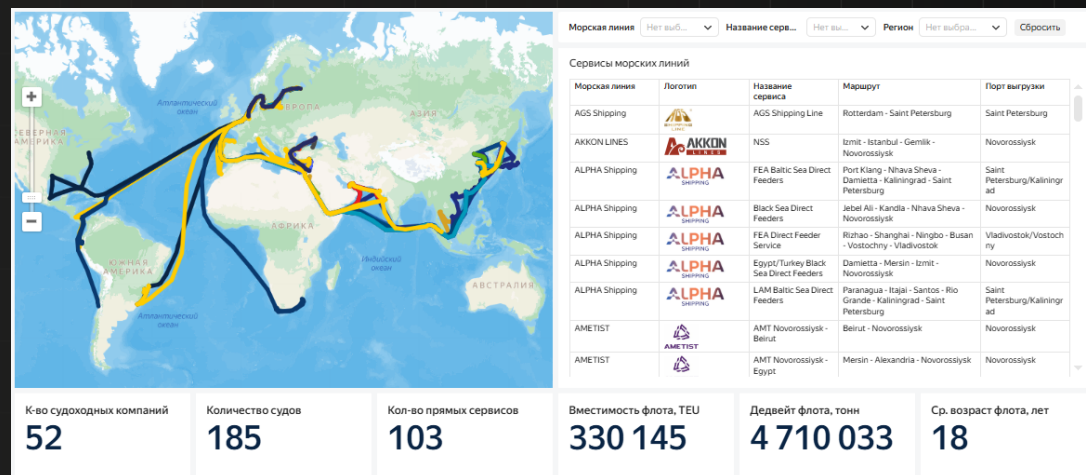 Атлантический
океан
ЕВРОПА
АЗИЯ
СЕВЕРНАЯ
АМЕРИКА
АФРИКА
Индийский
океан
ЮЖНАЯ
АМЕРИКА
АВСТРАЛИЯ
Атлантический
океан
Морская линия Нет выб... Название серв... Нет вы... Регион Нет выбра... Сбросить
Сервисы морских линий
Морская линия Логотип Название сервиса Маршрут Порт выгрузки
AGS Shipping AGS Shipping Line Rotterdam - Saint Petersburg Saint Petersburg
AKKON LINES AKKON LINES NSS Izmit - Istanbul - Gemlik -
Novorossiysk Novorossiysk
ALPHA Shipping ALPHA SHIPPING FEA Baltic Sea Direct Port Klang - Nhava Sheva - Saint
Feeders Damietta - Kaliningrad - Saint Petersburg/Kaliningr
Petersburg ad
ALPHA Shipping ALPHA SHIPPING Black Sea Direct Jebel Ali - Kandla - Nhava Sheva - Novorossiysk
Feeders Novorossiysk
ALPHA Shipping ALPHA SHIPPING FEA Direct Feeder Rizhao - Shanghai - Ningbo - Busan Vladivostok/Vostoch
Service - Vostochny - Vladivostok ny
ALPHA Shipping ALPHA SHIPPING Egypt/Turkey Black Damietta - Mersin - Izmit - Novorossiysk
Sea Direct Feeders Novorossiysk
ALPHA Shipping ALPHA SHIPPING LAM Baltic Sea Direct Paranagua - Itajai - Santos - Rio Saint
Feeders Grande - Kaliningrad - Saint Petersburg/Kaliningr
Petersburg ad
AMETIST AMETIST AMT Novorossiysk - Beirut - Novorossiysk Novorossiysk
Beirut
AMETIST AMT Novorossiysk - Mersin - Alexandria - Novorossiysk Novorossiysk
Egypt
К-во судоходных компаний
52
Количество судов
185
Кол-во прямых сервисов
103
Вместимость флота, TEU
330 145
Дедвейт флота, тонн
4 710 033
Ср. возраст флота, лет
18